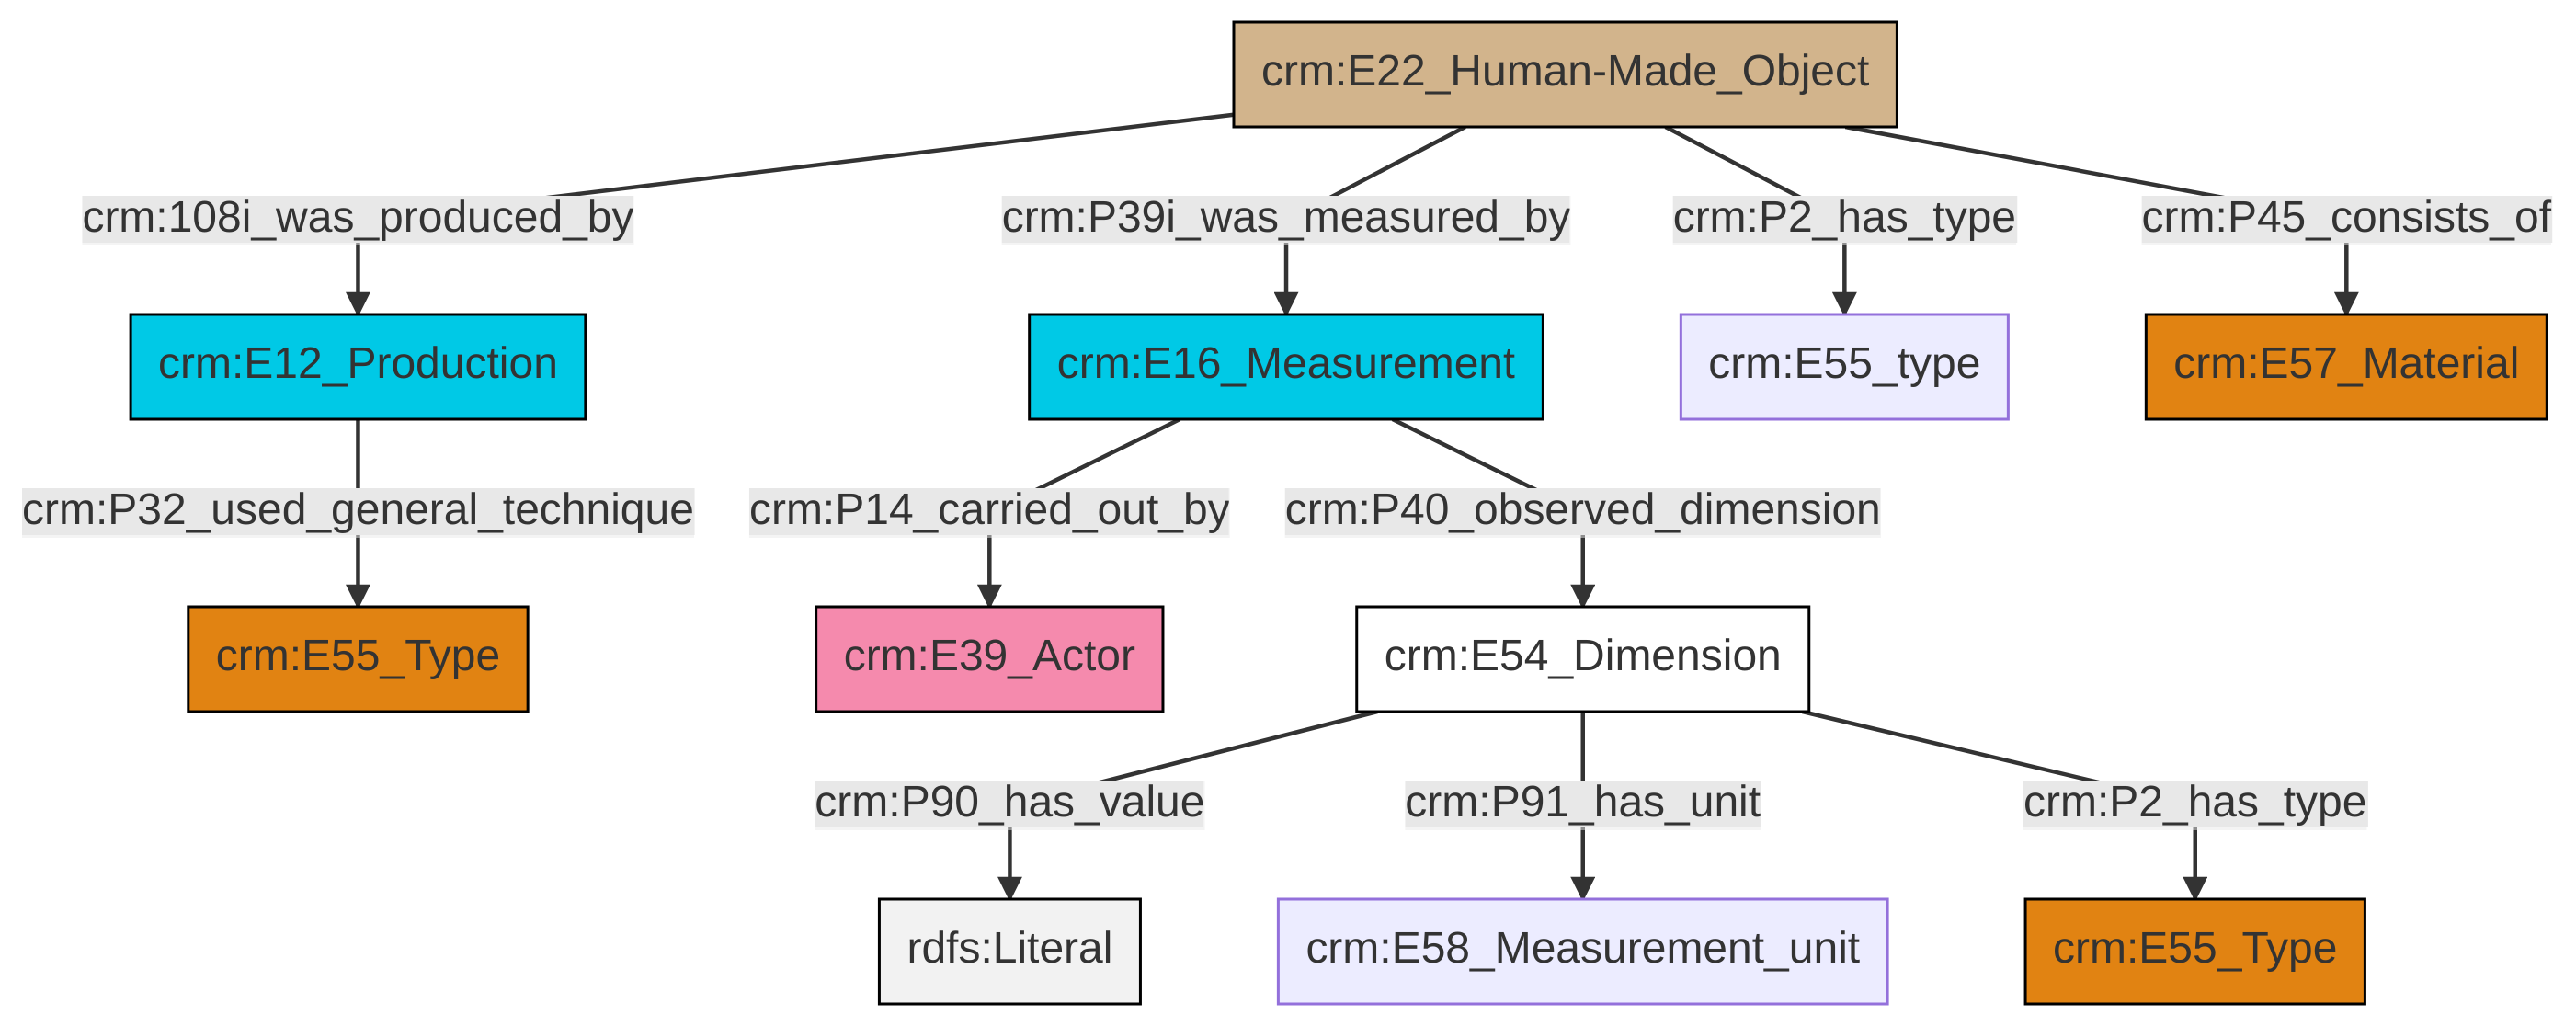 crm:E22_Human-Made_Object
crm:108i_was_produced_by
crm:P39i_was_measured_by
crm:P2_has_type
crm:P45_consists_of
crm:E12_Production
crm:E16_Measurement
crm:E55_type
crm:E57_Material
crm:P32_used_general_technique
crm:P14_carried_out_by
crm:P40_observed_dimension
crm:E55_Type
crm:E39_Actor
crm:E54_Dimension
crm:P90_has_value
crm:P91_has_unit
crm:P2_has_type
rdfs:Literal
crm:E58_Measurement_unit
crm:E55_Type